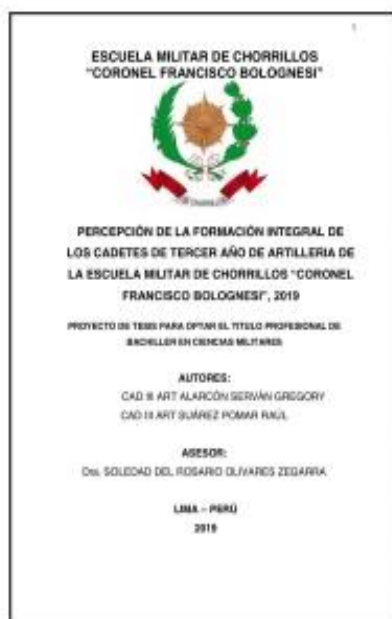 1
ESCUELA MILITAR DE CHORRILLOS
"CORONEL FRANCISCO BOLOGNESI"
CHORRILLOS
PERCEPCIÓN DE LA FORMACIÓN INTEGRAL DE
LOS CADETES DE TERCER AÑO DE ARTILLERIA DE
LA ESCUELA MILITAR DE CHORRILLOS "CORONEL
FRANCISCO BOLOGNESI", 2019
PROYECTO DE TESIS PARA OPTAR EL TITULO PROFESIONAL DE
BACHILLER EN CIENCIAS MILITARES
AUTORES:
CAD III ART ALARCÓN SERVÁN GREGORY
CAD III ART SUÁREZ POMAR RAÚL
ASESOR:
Dra. SOLEDAD DEL ROSARIO OLIVARES ZEGARRA
LIMA – PERÚ
2019